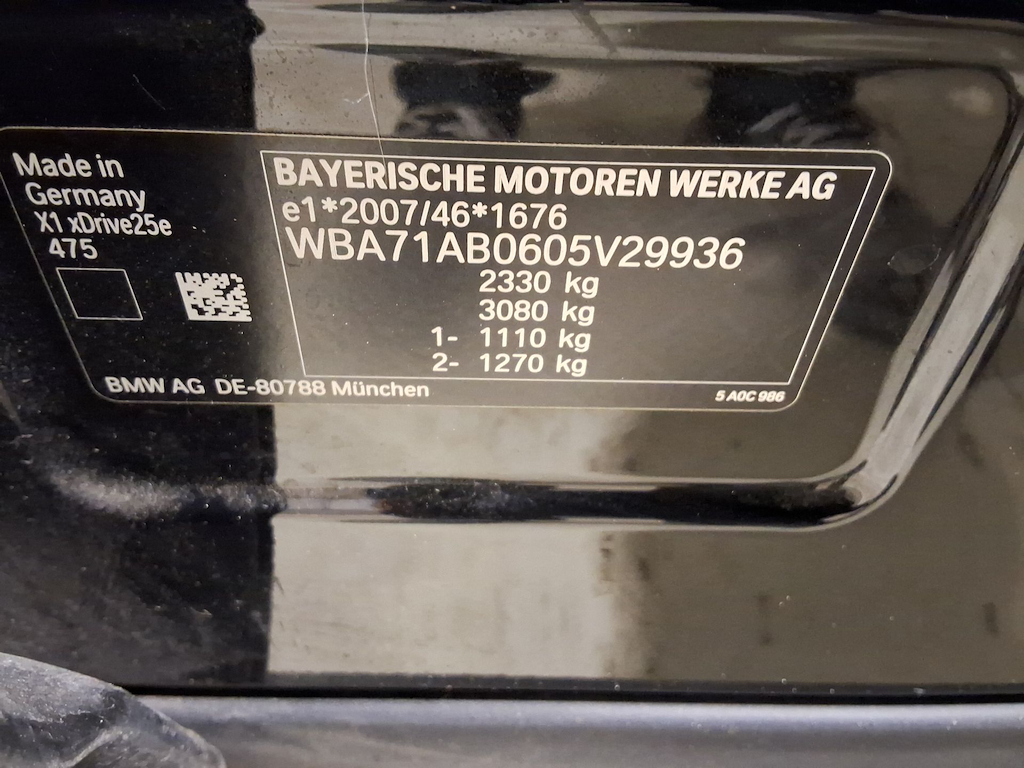 Made in
Germany
X1 xDrive25e
475
BAYERISCHE MOTOREN WERKE AG
e1*2007/46*1676
WBA71AB0605V29936
2330 kg
3080 kg
1- 1110 kg
2- 1270 kg
BMW AG DE-80788 München
5 A0C 986